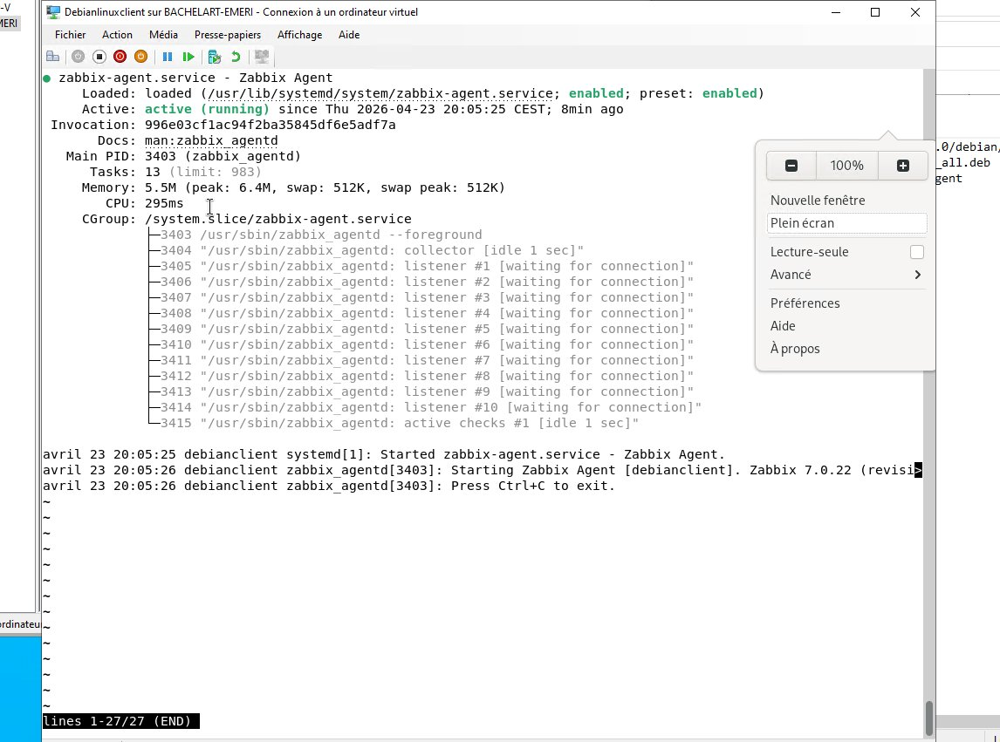 -V
MERI
Debianlinuxclient sur BACHELART-EMERI - Connexion à un ordinateur virtuel
Fichier Action Média Presse-papiers Affichage Aide
● zabbix-agent.service - Zabbix Agent
Loaded: loaded (/usr/lib/systemd/system/zabbix-agent.service; enabled; preset: enabled)
Active: active (running) since Thu 2026-04-23 20:05:25 CEST; 8min ago
Invocation: 996e03cf1ac94f2ba35845df6e5adf7a
Docs: man:zabbix_agentd
Main PID: 3403 (zabbix_agentd)
Tasks: 13 (limit: 983)
Memory: 5.5M (peak: 6.4M, swap: 512K, swap peak: 512K)
CPU: 295ms
CGroup: /system.slice/zabbix-agent.service
├─3403 /usr/sbin/zabbix_agentd --foreground
├─3404 "/usr/sbin/zabbix_agentd: collector [idle 1 sec]"
├─3405 "/usr/sbin/zabbix_agentd: listener #1 [waiting for connection]"
├─3406 "/usr/sbin/zabbix_agentd: listener #2 [waiting for connection]"
├─3407 "/usr/sbin/zabbix_agentd: listener #3 [waiting for connection]"
├─3408 "/usr/sbin/zabbix_agentd: listener #4 [waiting for connection]"
├─3409 "/usr/sbin/zabbix_agentd: listener #5 [waiting for connection]"
├─3410 "/usr/sbin/zabbix_agentd: listener #6 [waiting for connection]"
├─3411 "/usr/sbin/zabbix_agentd: listener #7 [waiting for connection]"
├─3412 "/usr/sbin/zabbix_agentd: listener #8 [waiting for connection]"
├─3413 "/usr/sbin/zabbix_agentd: listener #9 [waiting for connection]"
├─3414 "/usr/sbin/zabbix_agentd: listener #10 [waiting for connection]"
└─3415 "/usr/sbin/zabbix_agentd: active checks #1 [idle 1 sec]"
avril 23 20:05:25 debianclient systemd[1]: Started zabbix-agent.service - Zabbix Agent.
avril 23 20:05:26 debianclient zabbix_agentd[3403]: Starting Zabbix Agent [debianclient]. Zabbix 7.0.22 (revisi>
avril 23 20:05:26 debianclient zabbix_agentd[3403]: Press Ctrl+C to exit.
~
~
~
~
~
~
~
~
~
~
~
~
~
~
lines 1-27/27 (END)
100%
Nouvelle fenêtre
Plein écran
Lecture-seule
Avancé
Préférences
Aide
À propos
.0/debian/
_all.deb
gent
ordinateu